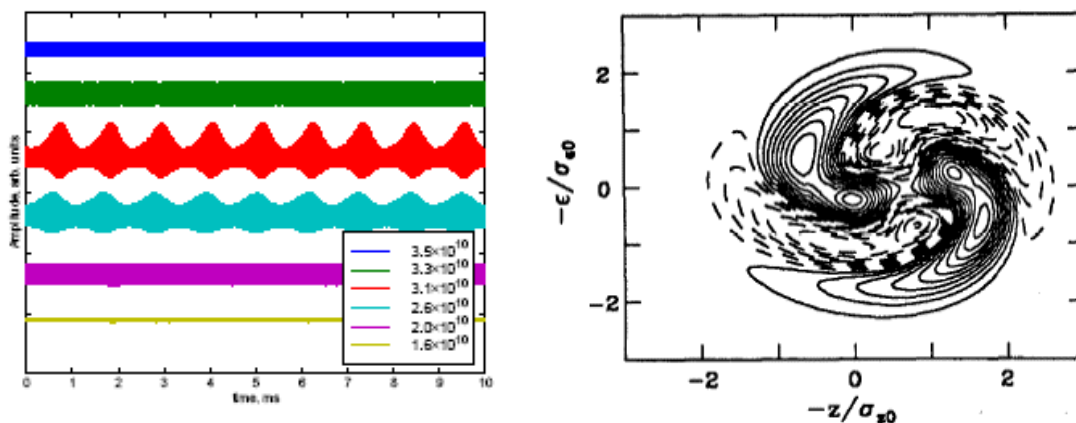 Amplitude, arb. units
3.5×10¹⁰
3.3×10¹⁰
3.1×10¹⁰
2.6×10¹⁰
2.0×10¹⁰
1.6×10¹⁰
0 1 2 3 4 5 6 7 8 9 10
time, ms
-ε/σε0
2
0
-2
-2 0 2
-z/σz0